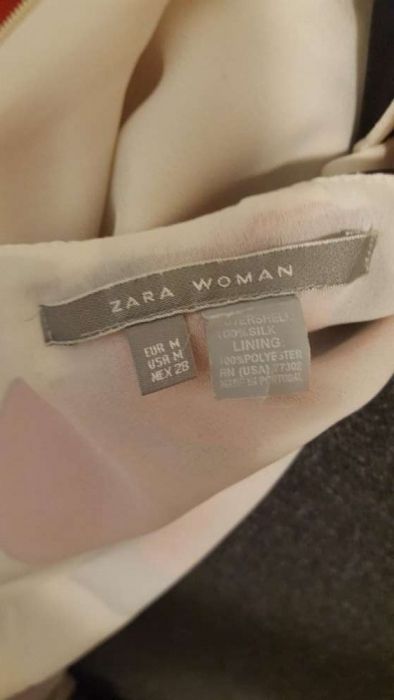 ZARA WOMAN
EUR M
USA M
MEX 28
OUTERSHELL
100%SILK
LINING:
100%POLYESTER
RN (USA) 77302
MADE IN PORTUGAL